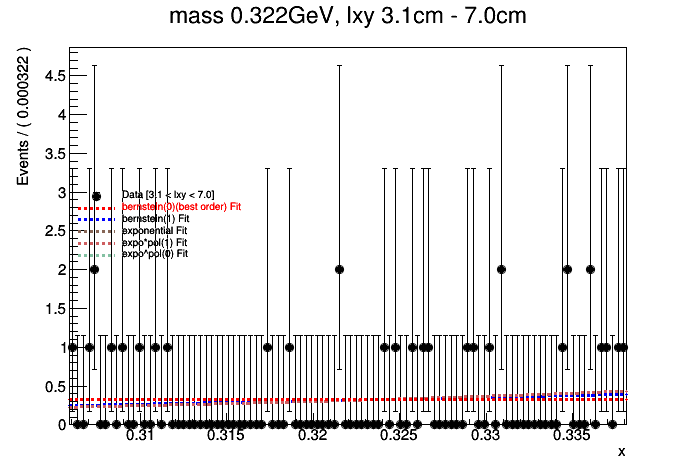 mass 0.322GeV, lxy 3.1cm - 7.0cm
Events / ( 0.000322 )
4.5
4
3.5
3
2.5
2
1.5
1
0.5
0
Data [3.1 < lxy < 7.0]
bernstein(0)(best order) Fit
bernstein(1) Fit
exponential Fit
expo*pol(1) Fit
expo^pol(0) Fit
0.31 0.315 0.32 0.325 0.33 0.335
x